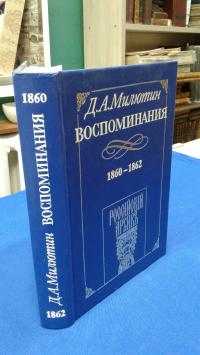 1860
Д.А.Милютин ВОСПОМИНАНИЯ
1862
Д.А.Милютин
ВОСПОМИНАНИЯ
1860–1862
РОССИЙСКИЙ
АРХИВ